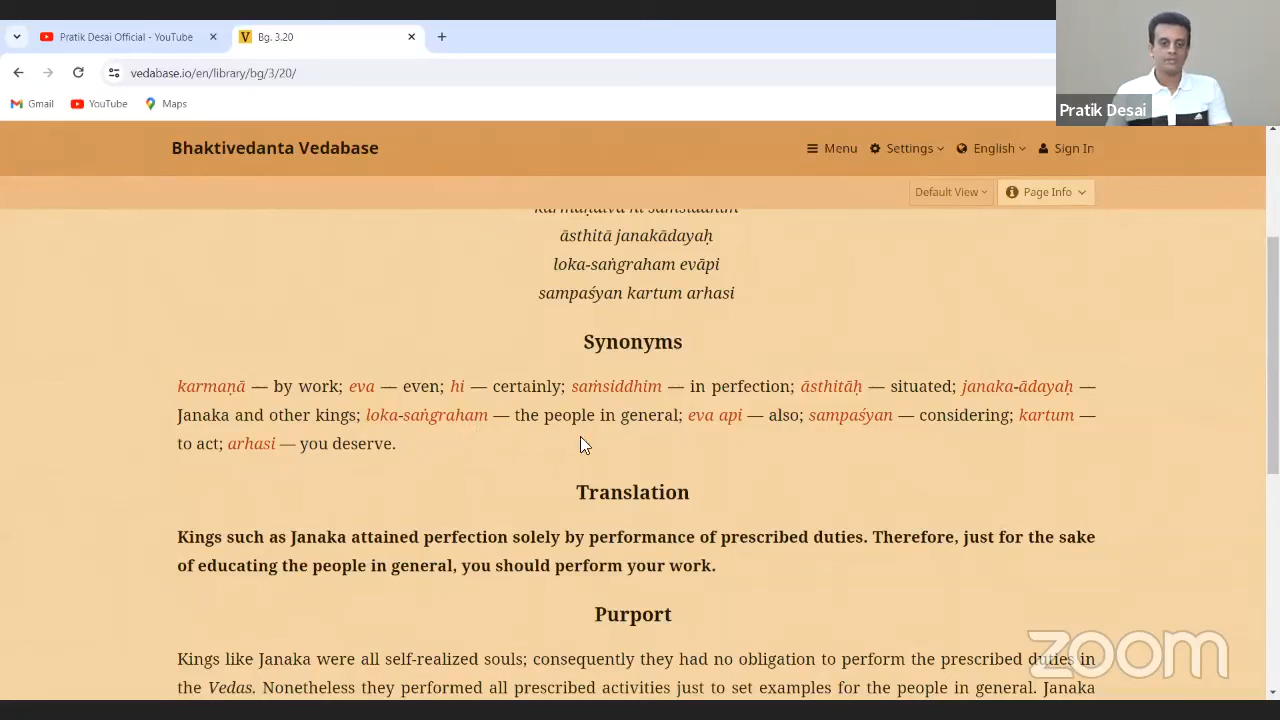 Pratik Desai Official - YouTube
Bg. 3.20
vedabase.io/en/library/bg/3/20/
Gmail YouTube Maps
Pratik Desai
Bhaktivedanta Vedabase
Menu Settings English Sign In
Default View Page Info
karmaṇaiva hi saṁsiddhim
āsthitā janakādayaḥ
loka-saṅgraham evāpi
sampaśyan kartum arhasi
Synonyms
karmaṇā — by work; eva — even; hi — certainly; saṁsiddhim — in perfection; āsthitāḥ — situated; janaka-ādayaḥ —
Janaka and other kings; loka-saṅgraham — the people in general; eva api — also; sampaśyan — considering; kartum —
to act; arhasi — you deserve.
Translation
Kings such as Janaka attained perfection solely by performance of prescribed duties. Therefore, just for the sake
of educating the people in general, you should perform your work.
Purport
Kings like Janaka were all self-realized souls; consequently they had no obligation to perform the prescribed duties in
the Vedas. Nonetheless they performed all prescribed activities just to set examples for the people in general. Janaka
zoom